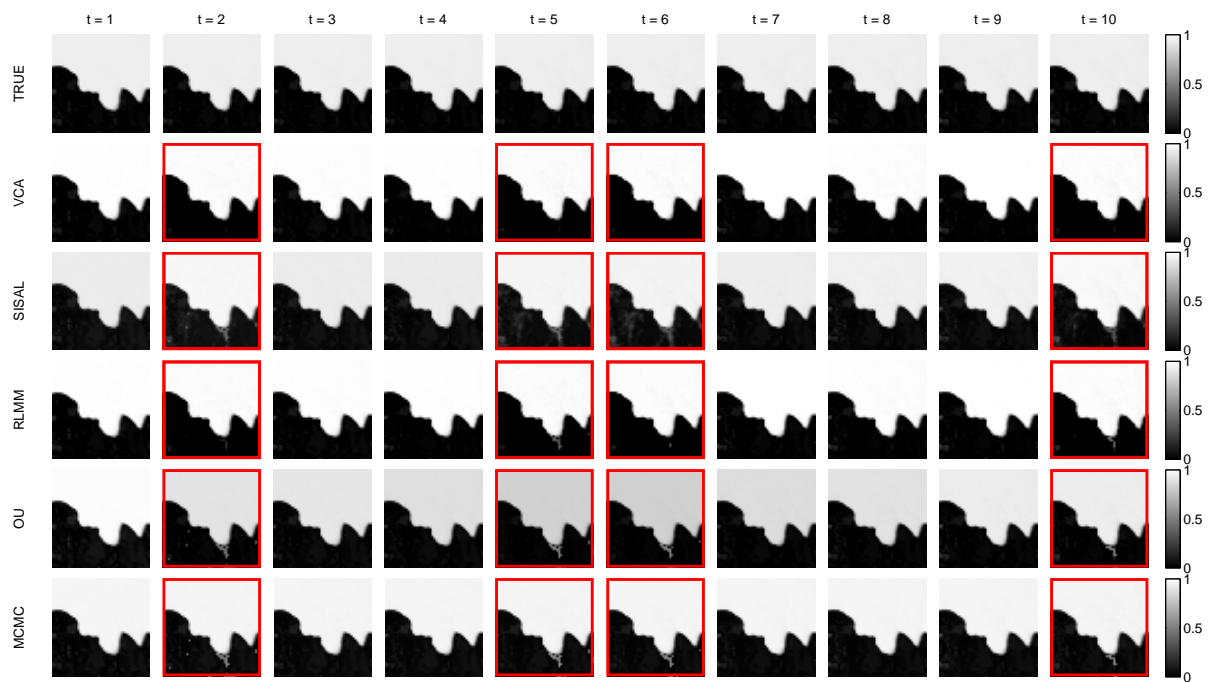 t = 1 t = 2 t = 3 t = 4 t = 5 t = 6 t = 7 t = 8 t = 9 t = 10
TRUE
1
0.5
0
VCA
1
0.5
0
SISAL
1
0.5
0
RLMM
1
0.5
0
OU
1
0.5
0
MCMC
1
0.5
0